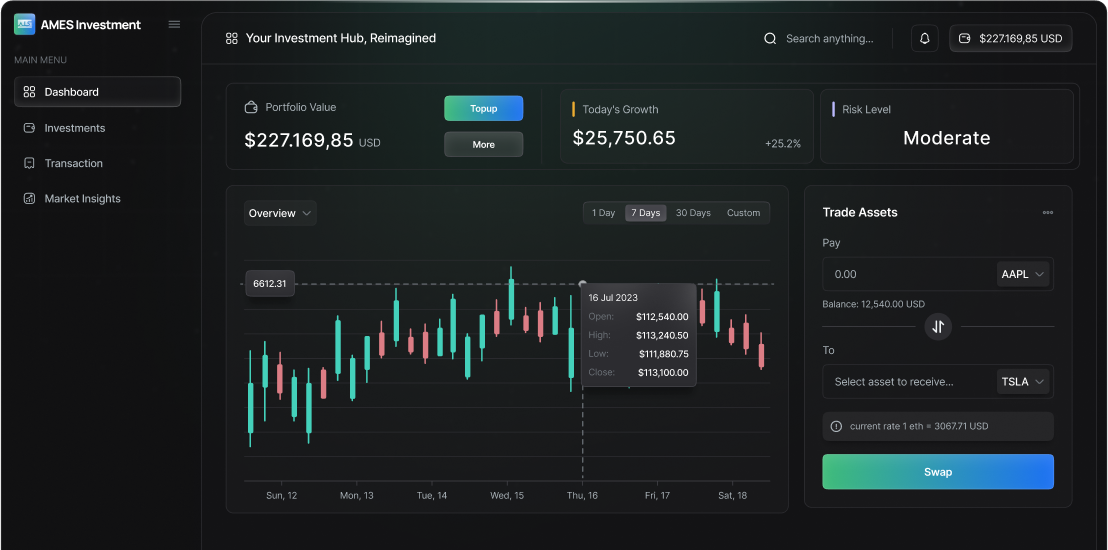 AMES Investment
MAIN MENU
Dashboard
Investments
Transaction
Market Insights
Your Investment Hub, Reimagined
Search anything...
$227.169,85 USD
Portfolio Value
$227.169,85 USD
Topup
More
Today's Growth
$25,750.65
+25.2%
Risk Level
Moderate
Overview
1 Day
7 Days
30 Days
Custom
6612.31
16 Jul 2023
Open: $112,540.00
High: $113,240.50
Low: $111,880.75
Close: $113,100.00
Sun, 12
Mon, 13
Tue, 14
Wed, 15
Thu, 16
Fri, 17
Sat, 18
Trade Assets
Pay
0.00
AAPL
Balance: 12,540.00 USD
To
Select asset to receive...
TSLA
current rate 1 eth = 3067.71 USD
Swap